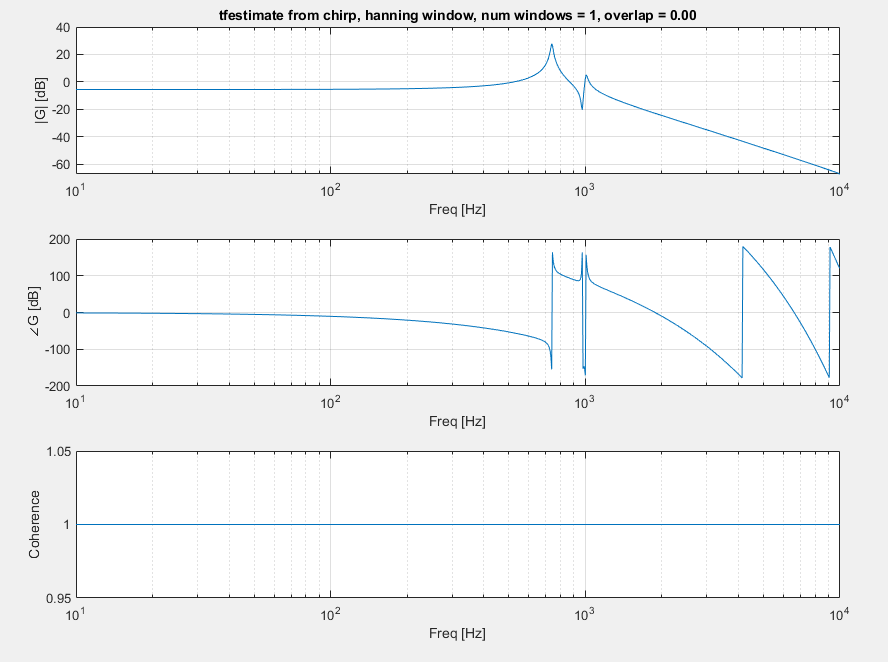 tfestimate from chirp, hanning window, num windows = 1, overlap = 0.00
40
20
0
-20
-40
-60
|G| [dB]
10^1 10^2 10^3 10^4
Freq [Hz]
200
100
0
-100
-200
∠G [dB]
10^1 10^2 10^3 10^4
Freq [Hz]
1.05
1
0.95
Coherence
10^1 10^2 10^3 10^4
Freq [Hz]